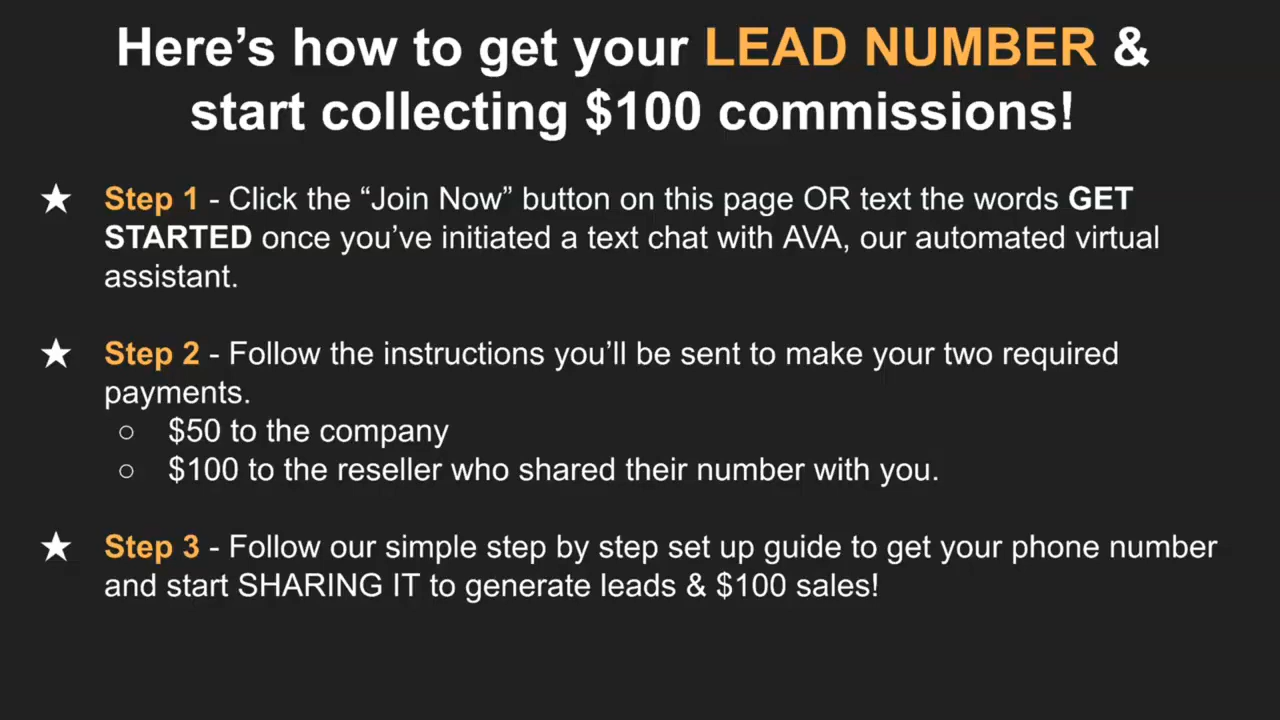 Here’s how to get your LEAD NUMBER &
start collecting $100 commissions!
★ Step 1 - Click the “Join Now” button on this page OR text the words GET
STARTED once you’ve initiated a text chat with AVA, our automated virtual
assistant.
★ Step 2 - Follow the instructions you’ll be sent to make your two required
payments.
○ $50 to the company
○ $100 to the reseller who shared their number with you.
★ Step 3 - Follow our simple step by step set up guide to get your phone number
and start SHARING IT to generate leads & $100 sales!